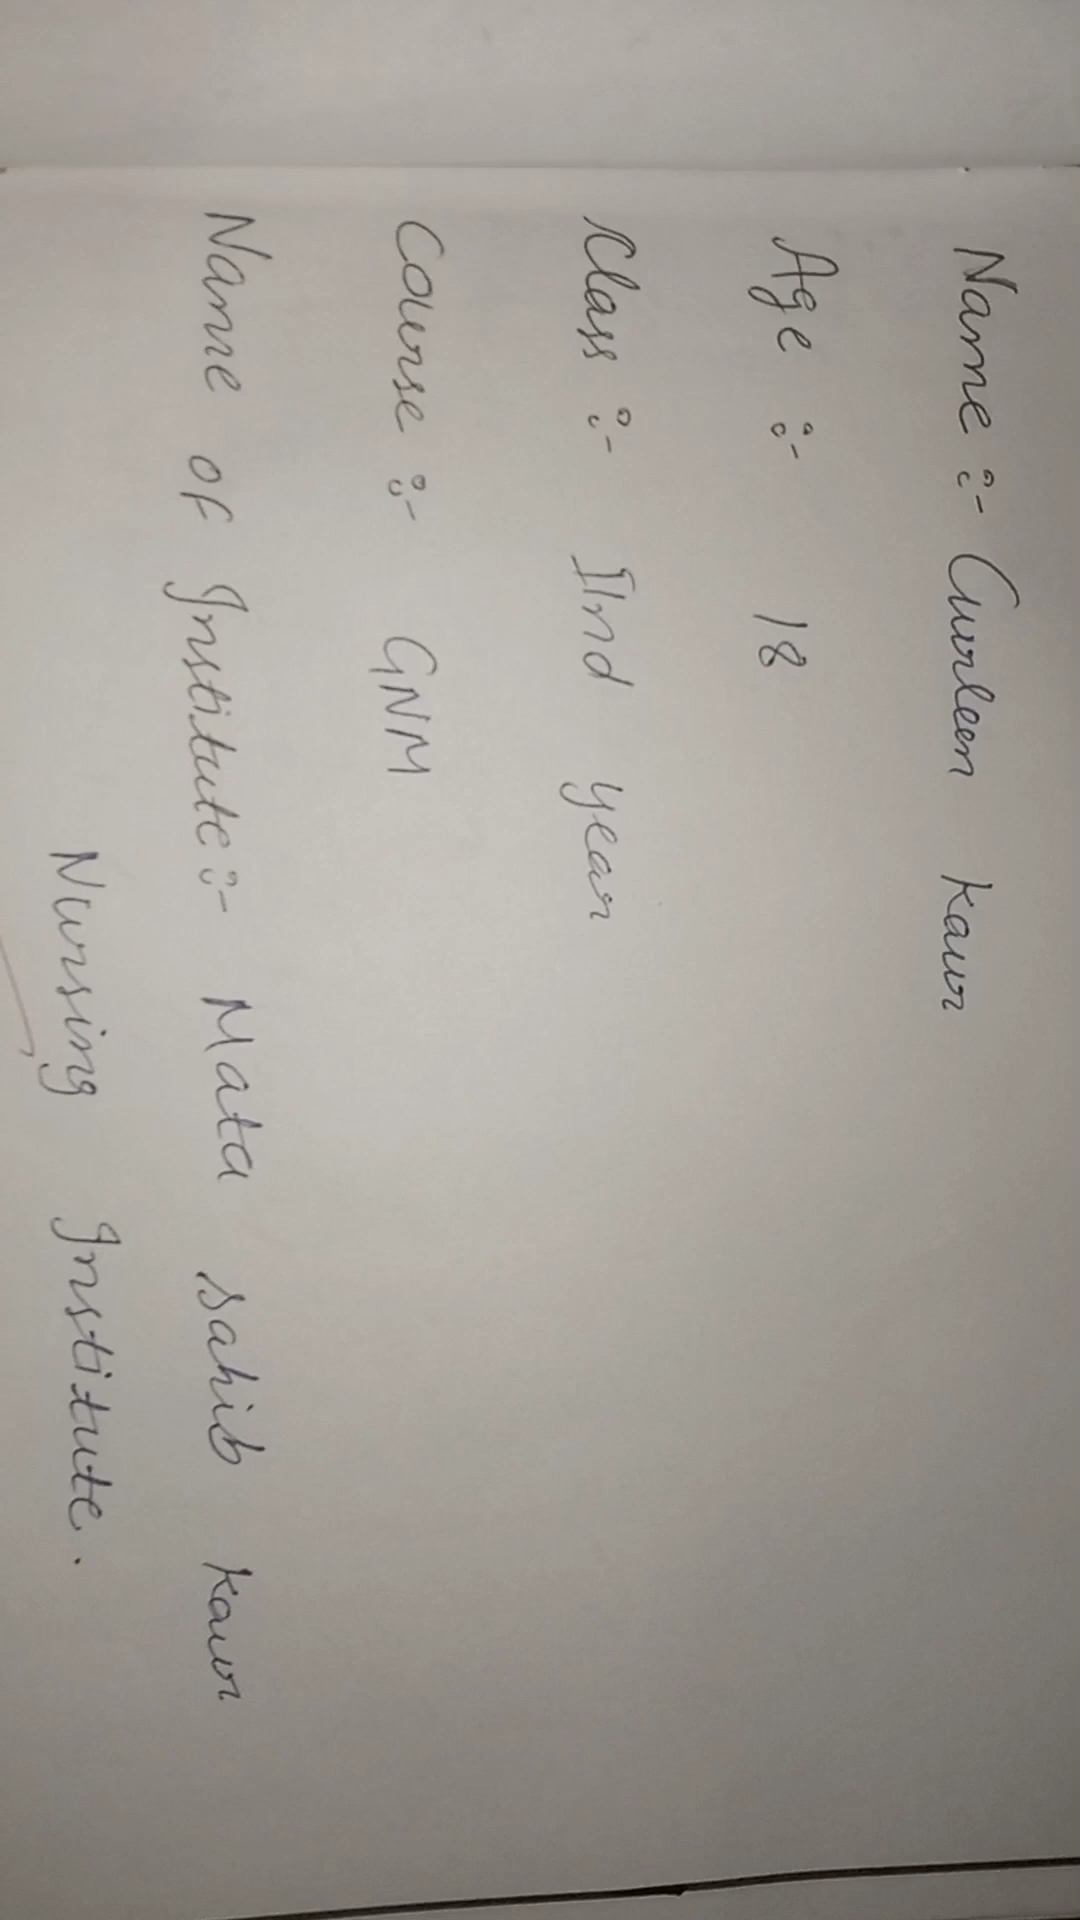 Name :- Gurleen Kaur
Age :- 18
Class :- IInd year
Course :- GNM
Name of Institute :- Mata Sahib Kaur
Nursing Institute.